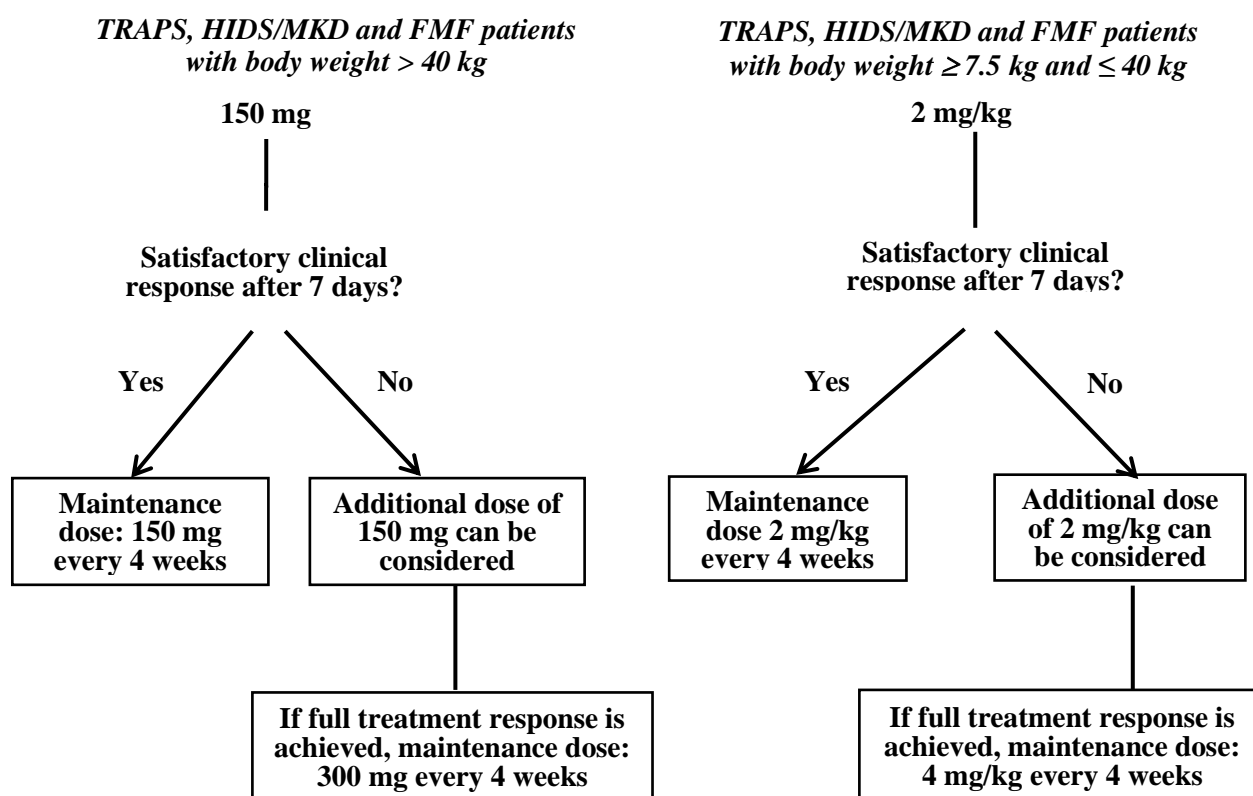 TRAPS, HIDS/MKD and FMF patients
with body weight > 40 kg
150 mg
Satisfactory clinical
response after 7 days?
Yes
No
Maintenance
dose: 150 mg
every 4 weeks
Additional dose of
150 mg can be
considered
If full treatment response is
achieved, maintenance dose:
300 mg every 4 weeks
TRAPS, HIDS/MKD and FMF patients
with body weight ≥ 7.5 kg and ≤ 40 kg
2 mg/kg
Satisfactory clinical
response after 7 days?
Yes
No
Maintenance
dose 2 mg/kg
every 4 weeks
Additional dose
of 2 mg/kg can
be considered
If full treatment response is
achieved, maintenance dose:
4 mg/kg every 4 weeks